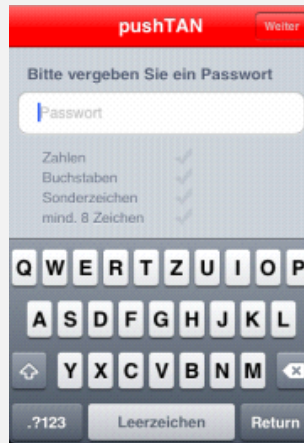 pushTAN Weiter
Bitte vergeben Sie ein Passwort
Passwort
Zahlen
Buchstaben
Sonderzeichen
mind. 8 Zeichen
Q W E R T Z U I O P
A S D F G H J K L
Y X C V B N M
.?123 Leerzeichen Return